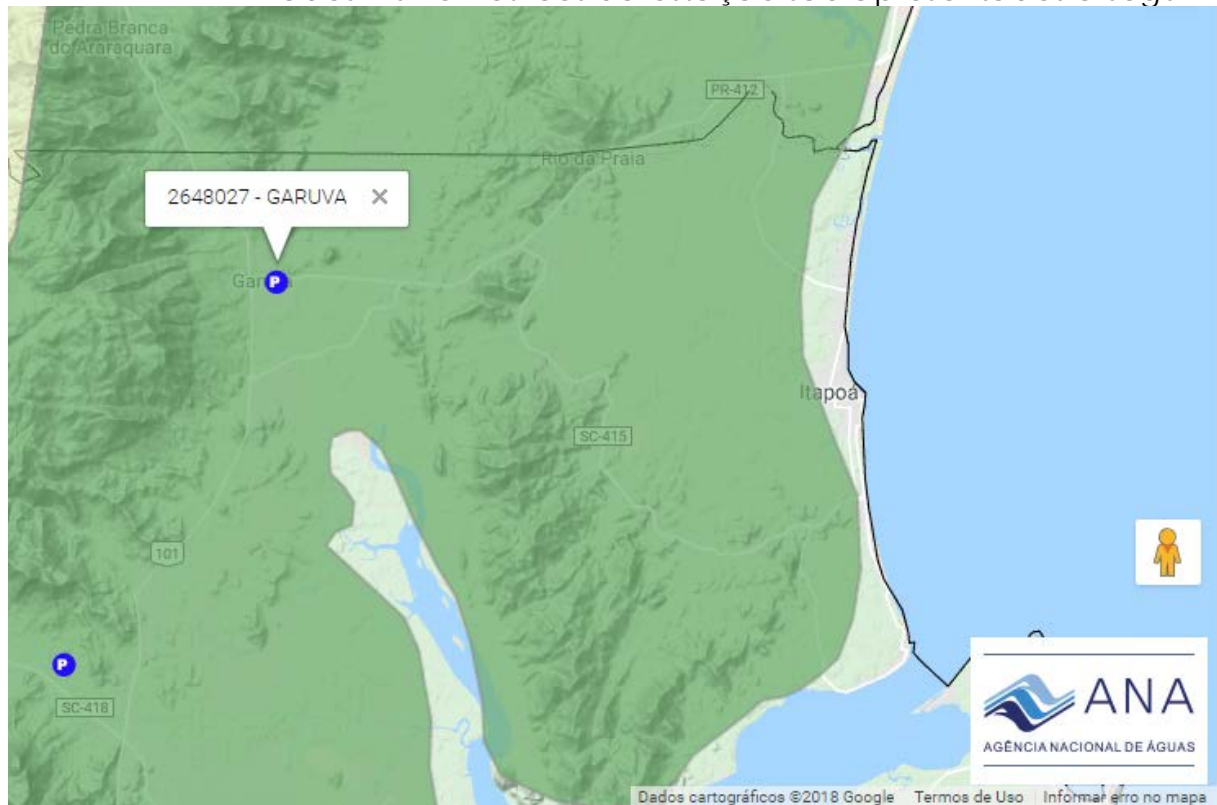 Pedra Branca
do Araraquara
PR-412
Rio da Praia
2648027 - GARUVA ×
P
Itapoá
SC-415
101
P
SC-418
ANA
AGÊNCIA NACIONAL DE ÁGUAS
Dados cartográficos ©2018 Google Termos de Uso Informar erro no mapa